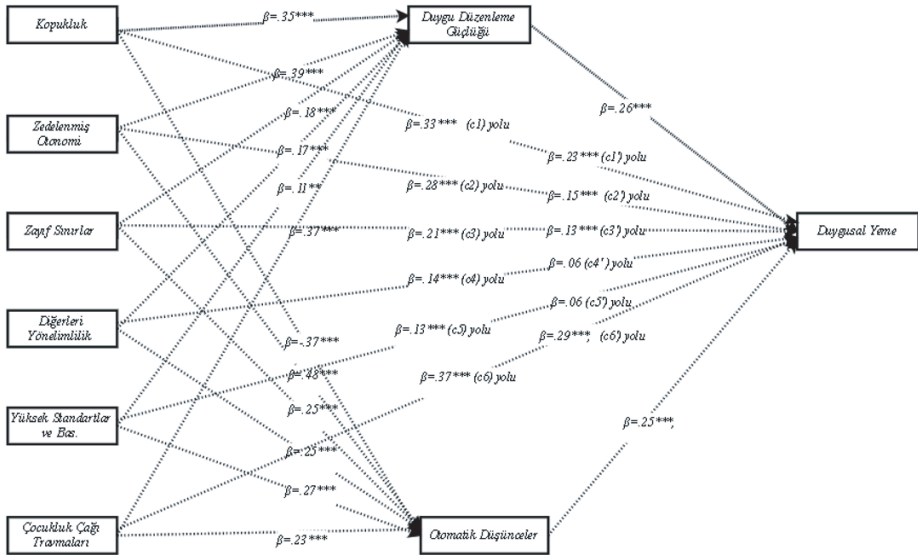 Kopukluk
β=.35***
Duygu Düzenleme
Güçlüğü
β=.39***
β=.26***
Zedelenmiş
Otonomi
β=.18***
β=.33*** (c1) yolu
β=.17***
β=.23*** (c1') yolu
β=.11**
β=.28*** (c2) yolu
β=.15*** (c2') yolu
Zayıf Sınırlar
β=.37***
β=.21*** (c3) yolu
β=.13*** (c3') yolu
Duygusal Yeme
β=.06 (c4') yolu
β=.14*** (c4) yolu
Diğerleri
Yönelimlilik
β=.06 (c5') yolu
β=.13*** (c5) yolu
β=.29***, (c6') yolu
β=-.37***
β=.48***
β=.37*** (c6) yolu
β=.25***
Yüksek Standartlar
ve Bas.
β=.25***,
β=.25***
β=.27***
Çocukluk Çağı
Travmaları
β=.23***
Otomatik Düşünceler